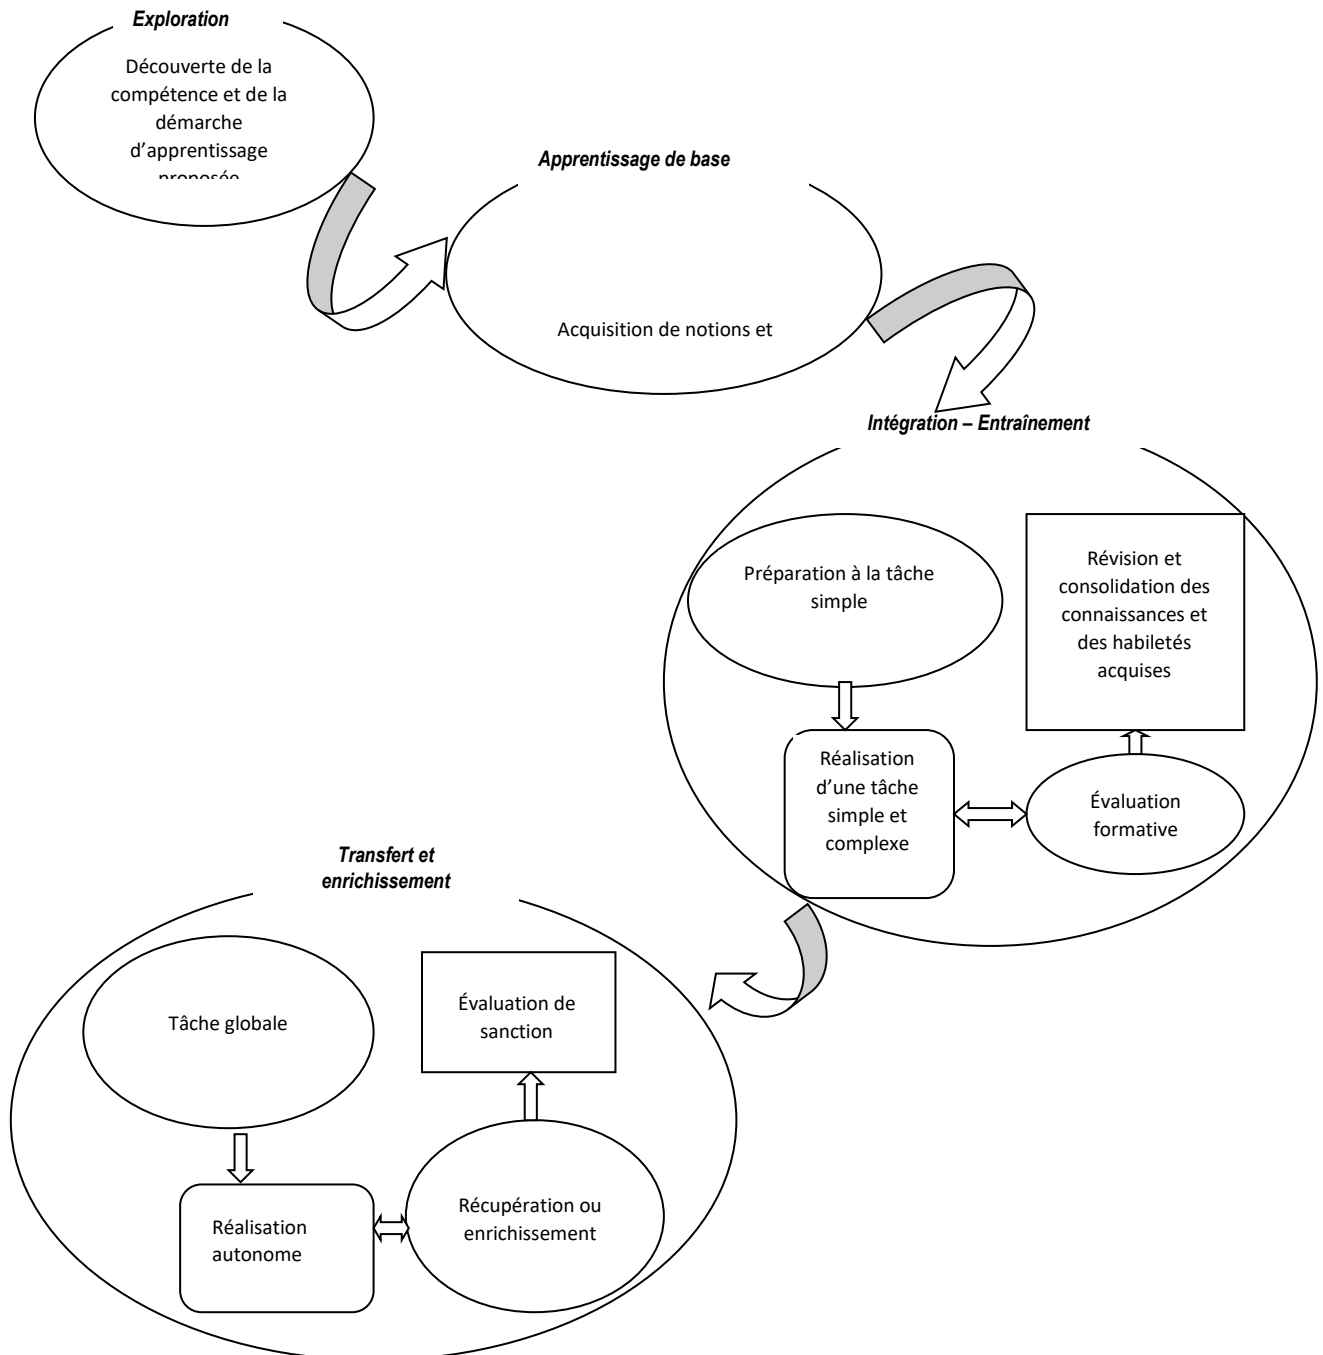 Exploration
Découverte de la
compétence et de la
démarche
d’apprentissage
proposée
Apprentissage de base
Acquisition de notions et
Intégration – Entraînement
Préparation à la tâche
simple
Révision et
consolidation des
connaissances et
des habiletés
acquises
Réalisation
d’une tâche
simple et
complexe
Évaluation
formative
Transfert et
enrichissement
Tâche globale
Évaluation de
sanction
Réalisation
autonome
Récupération ou
enrichissement